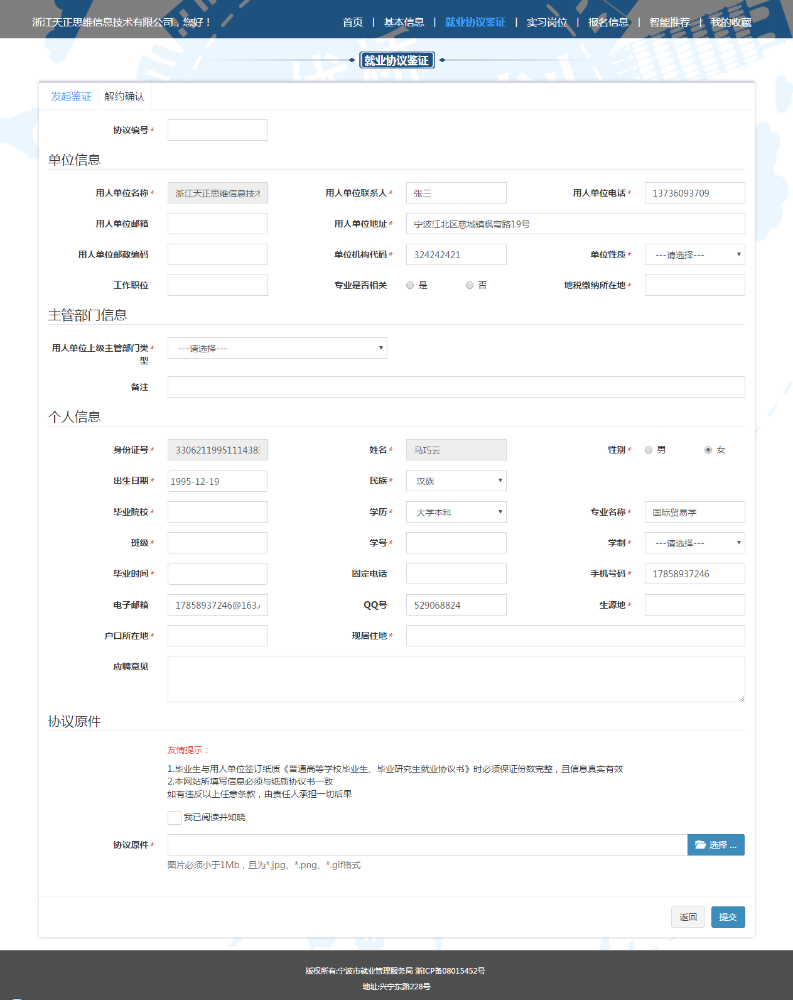 浙江天正思维信息技术有限公司，您好！
首页 | 基本信息 | 就业协议鉴证 | 实习岗位 | 报名信息 | 智能推荐 | 我的收藏
就业协议鉴证
发起鉴证 解约确认
协议编号*
单位信息
用人单位名称* 浙江天正思维信息技术 用人单位联系人* 张三 用人单位电话* 13736093709
用人单位邮箱 用人单位地址* 宁波江北区慈城镇枫弯路19号
用人单位邮政编码 单位机构代码* 324242421 单位性质* ---请选择---
工作职位 专业是否相关 是 否 地税缴纳所在地*
主管部门信息
用人单位上级主管部门类* ---请选择---
型
备注
个人信息
身份证号* 33062119951114383 姓名* 马巧云 性别* 男 女
出生日期* 1995-12-19 民族* 汉族
毕业院校* 学历* 大学本科 专业名称* 国际贸易学
班级* 学号* 学制* ---请选择---
毕业时间* 固定电话 手机号码* 17858937246
电子邮箱 17858937246@163. QQ号 529068824 生源地*
户口所在地* 现居住地*
应聘意见
协议原件
友情提示：
1.毕业生与用人单位签订纸质《普通高等学校毕业生、毕业研究生就业协议书》时必须保证份数完整，且信息真实有效
2.本网站所填写信息必须与纸质协议书一致
如有违反以上任意条款，由责任人承担一切后果
我已阅读并知晓
协议原件* 选择 ...
图片必须小于1Mb，且为*.jpg、*.png、*.gif格式
返回 提交
版权所有:宁波市就业管理服务局 浙ICP备08015452号
地址:兴宁东路228号